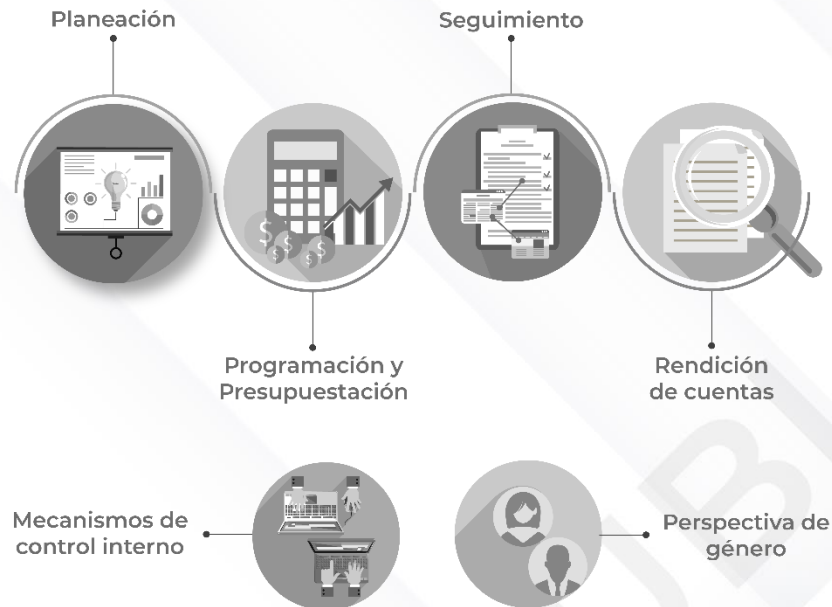 Planeación
Seguimiento
Programación y
Presupuestación
Rendición
de cuentas
Mecanismos de
control interno
Perspectiva de
género